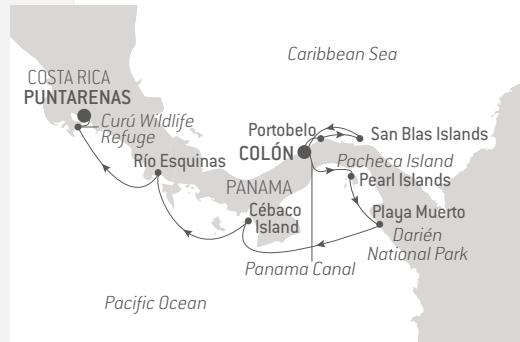 Caribbean Sea
COSTA RICA
PUNTARENAS
Curú Wildlife
Refuge
Portobelo
San Blas Islands
COLÓN
Río Esquinas
Pacheca Island
Pearl Islands
PANAMA
Cébaco
Island
Playa Muerto
Darién
National Park
Panama Canal
Pacific Ocean